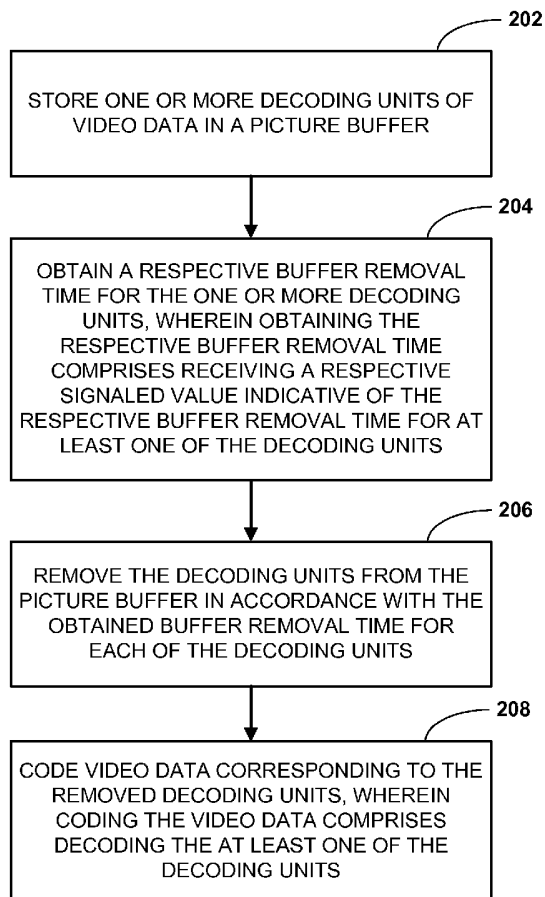 202
STORE ONE OR MORE DECODING UNITS OF
VIDEO DATA IN A PICTURE BUFFER
204
OBTAIN A RESPECTIVE BUFFER REMOVAL
TIME FOR THE ONE OR MORE DECODING
UNITS, WHEREIN OBTAINING THE
RESPECTIVE BUFFER REMOVAL TIME
COMPRISES RECEIVING A RESPECTIVE
SIGNALED VALUE INDICATIVE OF THE
RESPECTIVE BUFFER REMOVAL TIME FOR AT
LEAST ONE OF THE DECODING UNITS
206
REMOVE THE DECODING UNITS FROM THE
PICTURE BUFFER IN ACCORDANCE WITH THE
OBTAINED BUFFER REMOVAL TIME FOR
EACH OF THE DECODING UNITS
208
CODE VIDEO DATA CORRESPONDING TO THE
REMOVED DECODING UNITS, WHEREIN
CODING THE VIDEO DATA COMPRISES
DECODING THE AT LEAST ONE OF THE
DECODING UNITS